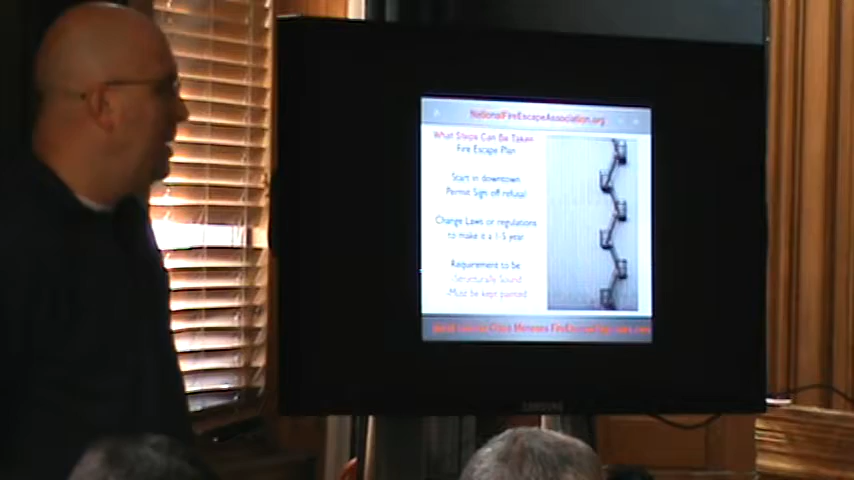 NationalFireEscapeAssociation.org
What Steps Can Be Taken
Fire Escape Plan
Start in downtown
Permit Sign off refusal
Change Laws or regulations
to make it a 1-5 year
Requirement to be
-Structurally Sound
-Must be kept painted
Meneses